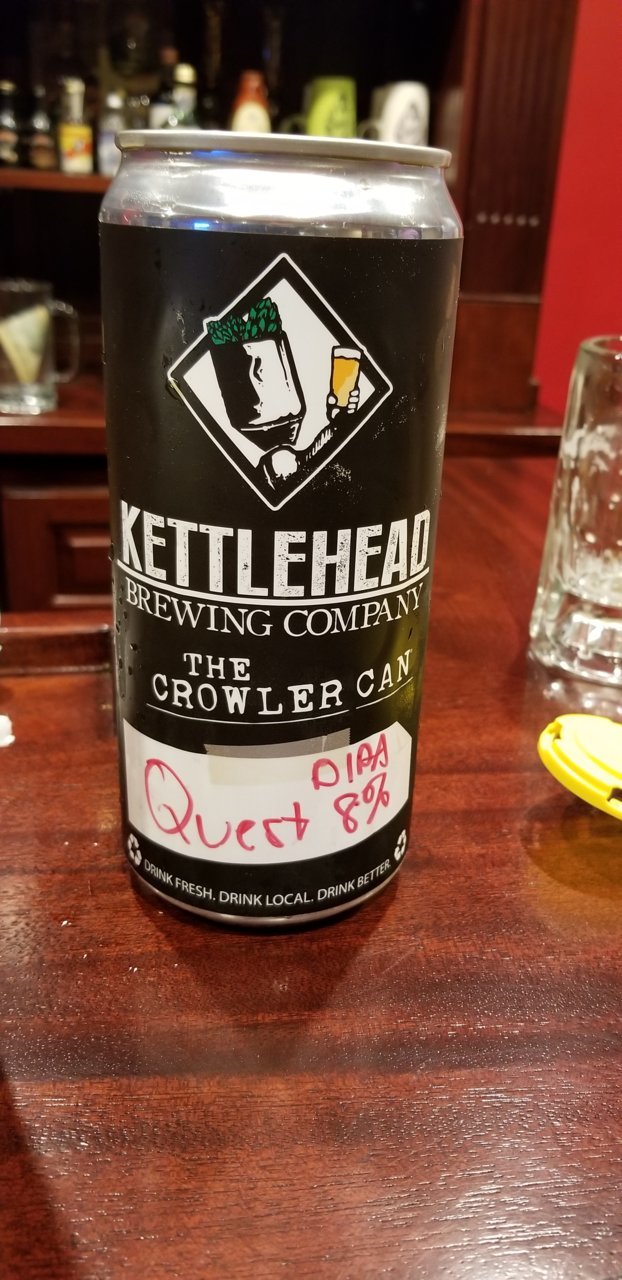 KETTLEHEAD
BREWING COMPANY
THE
CROWLER CAN
DIPA
Quest 8%
DRINK FRESH. DRINK LOCAL. DRINK BETTER.